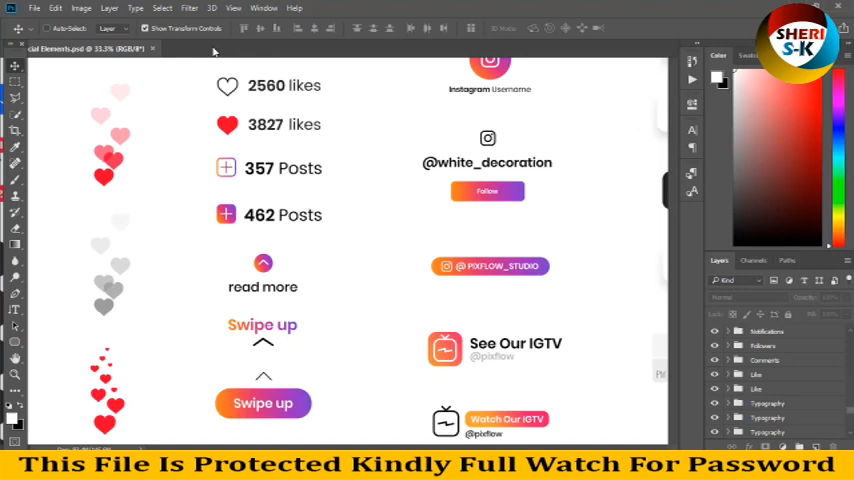 Ps File Edit Image Layer Type Select Filter 3D View Window Help
Auto-Select: Layer Show Transform Controls 3D Mode
cial Elements.psd @ 33.3% (RGB/8*) ×
SHERI
S-K
2560 likes
3827 likes
357 Posts
462 Posts
read more
Swipe up
Swipe up
Instagram Username
@white_decoration
Follow
@ PIXFLOW_STUDIO
See Our IGTV
@pixflow
Watch Our IGTV
@pixflow
Color
Layers Channels Paths
Kind
Normal Opacity:
Lock: Fill:
Notifications
Followers
Comments
Like
Like
Typography
Typography
Typography
This File Is Protected Kindly Full Watch For Password